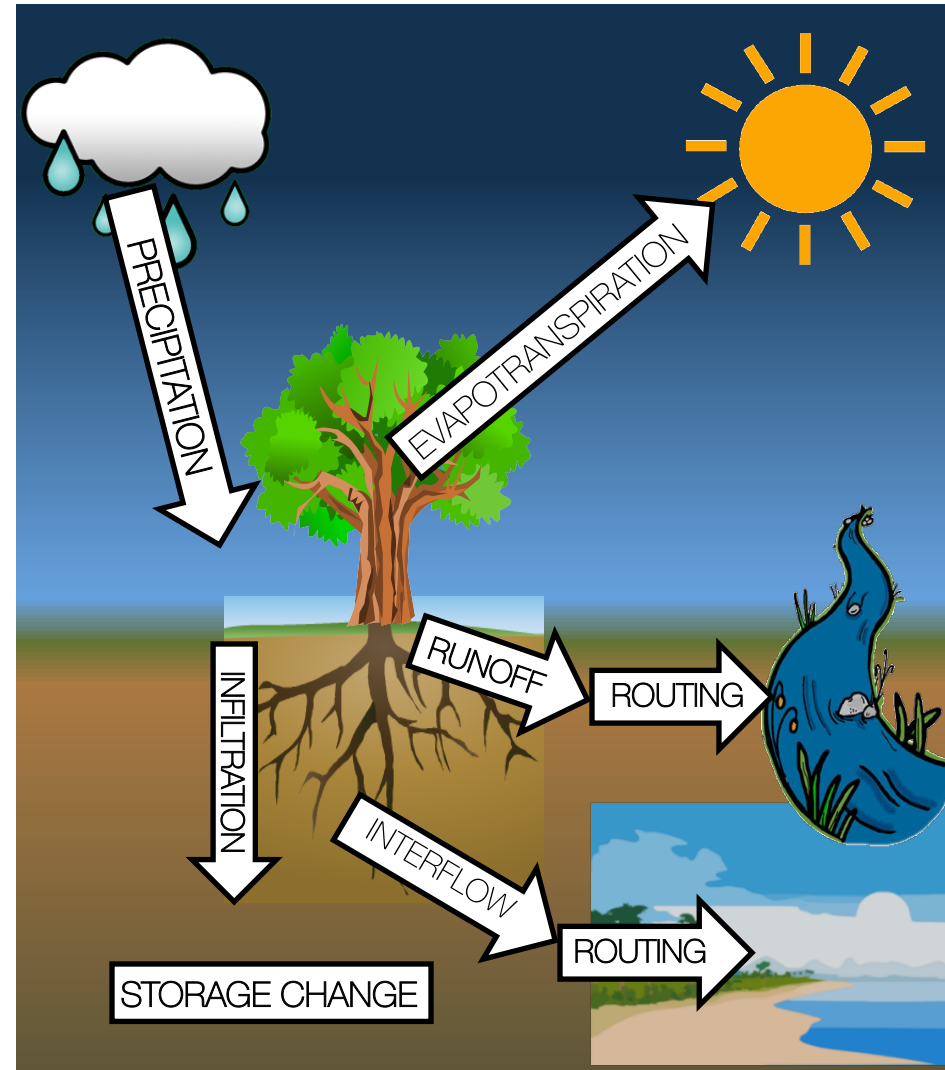 PRECIPITATION
EVAPOTRANSPIRATION
RUNOFF
ROUTING
INFILTRATION
INTERFLOW
ROUTING
STORAGE CHANGE